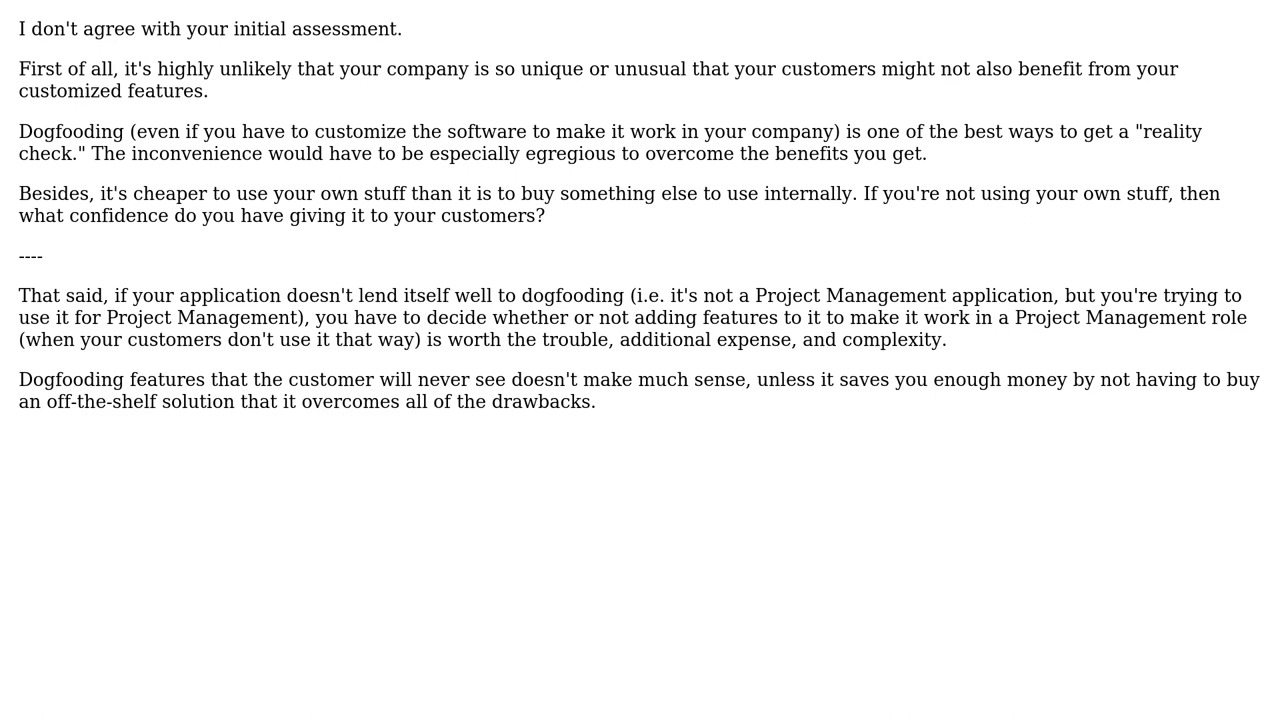 I don't agree with your initial assessment.
First of all, it's highly unlikely that your company is so unique or unusual that your customers might not also benefit from your
customized features.
Dogfooding (even if you have to customize the software to make it work in your company) is one of the best ways to get a "reality
check." The inconvenience would have to be especially egregious to overcome the benefits you get.
Besides, it's cheaper to use your own stuff than it is to buy something else to use internally. If you're not using your own stuff, then
what confidence do you have giving it to your customers?
----
That said, if your application doesn't lend itself well to dogfooding (i.e. it's not a Project Management application, but you're trying to
use it for Project Management), you have to decide whether or not adding features to it to make it work in a Project Management role
(when your customers don't use it that way) is worth the trouble, additional expense, and complexity.
Dogfooding features that the customer will never see doesn't make much sense, unless it saves you enough money by not having to buy
an off-the-shelf solution that it overcomes all of the drawbacks.